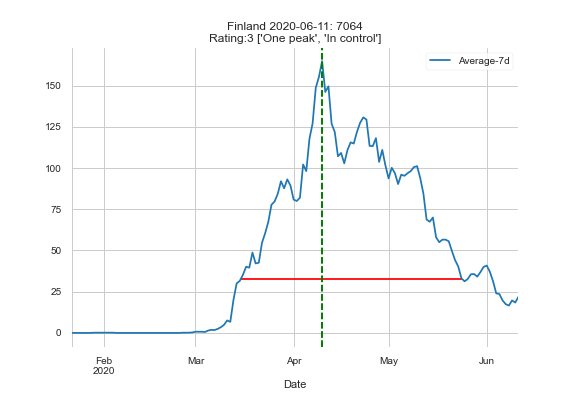 Finland 2020-06-11: 7064
Rating:3 ['One peak', 'In control']
Average-7d
150
125
100
75
50
25
0
Feb
2020
Mar
Apr
May
Jun
Date